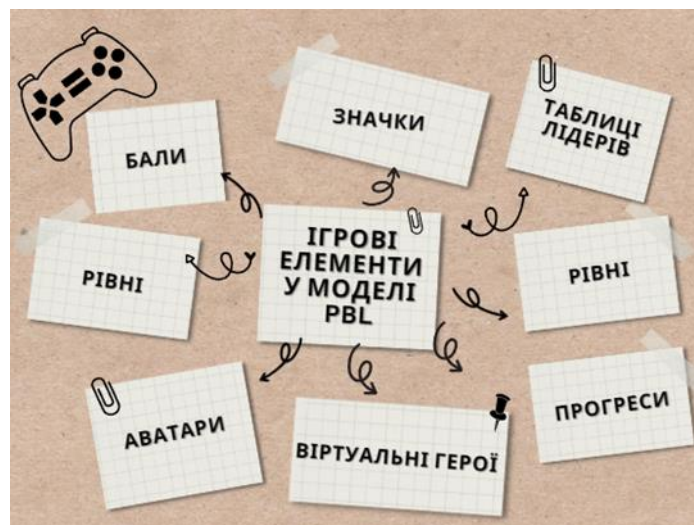 БАЛИ
ЗНАЧКИ
ТАБЛИЦІ
ЛІДЕРІВ
РІВНІ
ІГРОВІ
ЕЛЕМЕНТИ
У МОДЕЛІ
PBL
РІВНІ
АВАТАРИ
ВІРТУАЛЬНІ ГЕРОЇ
ПРОГРЕСИ